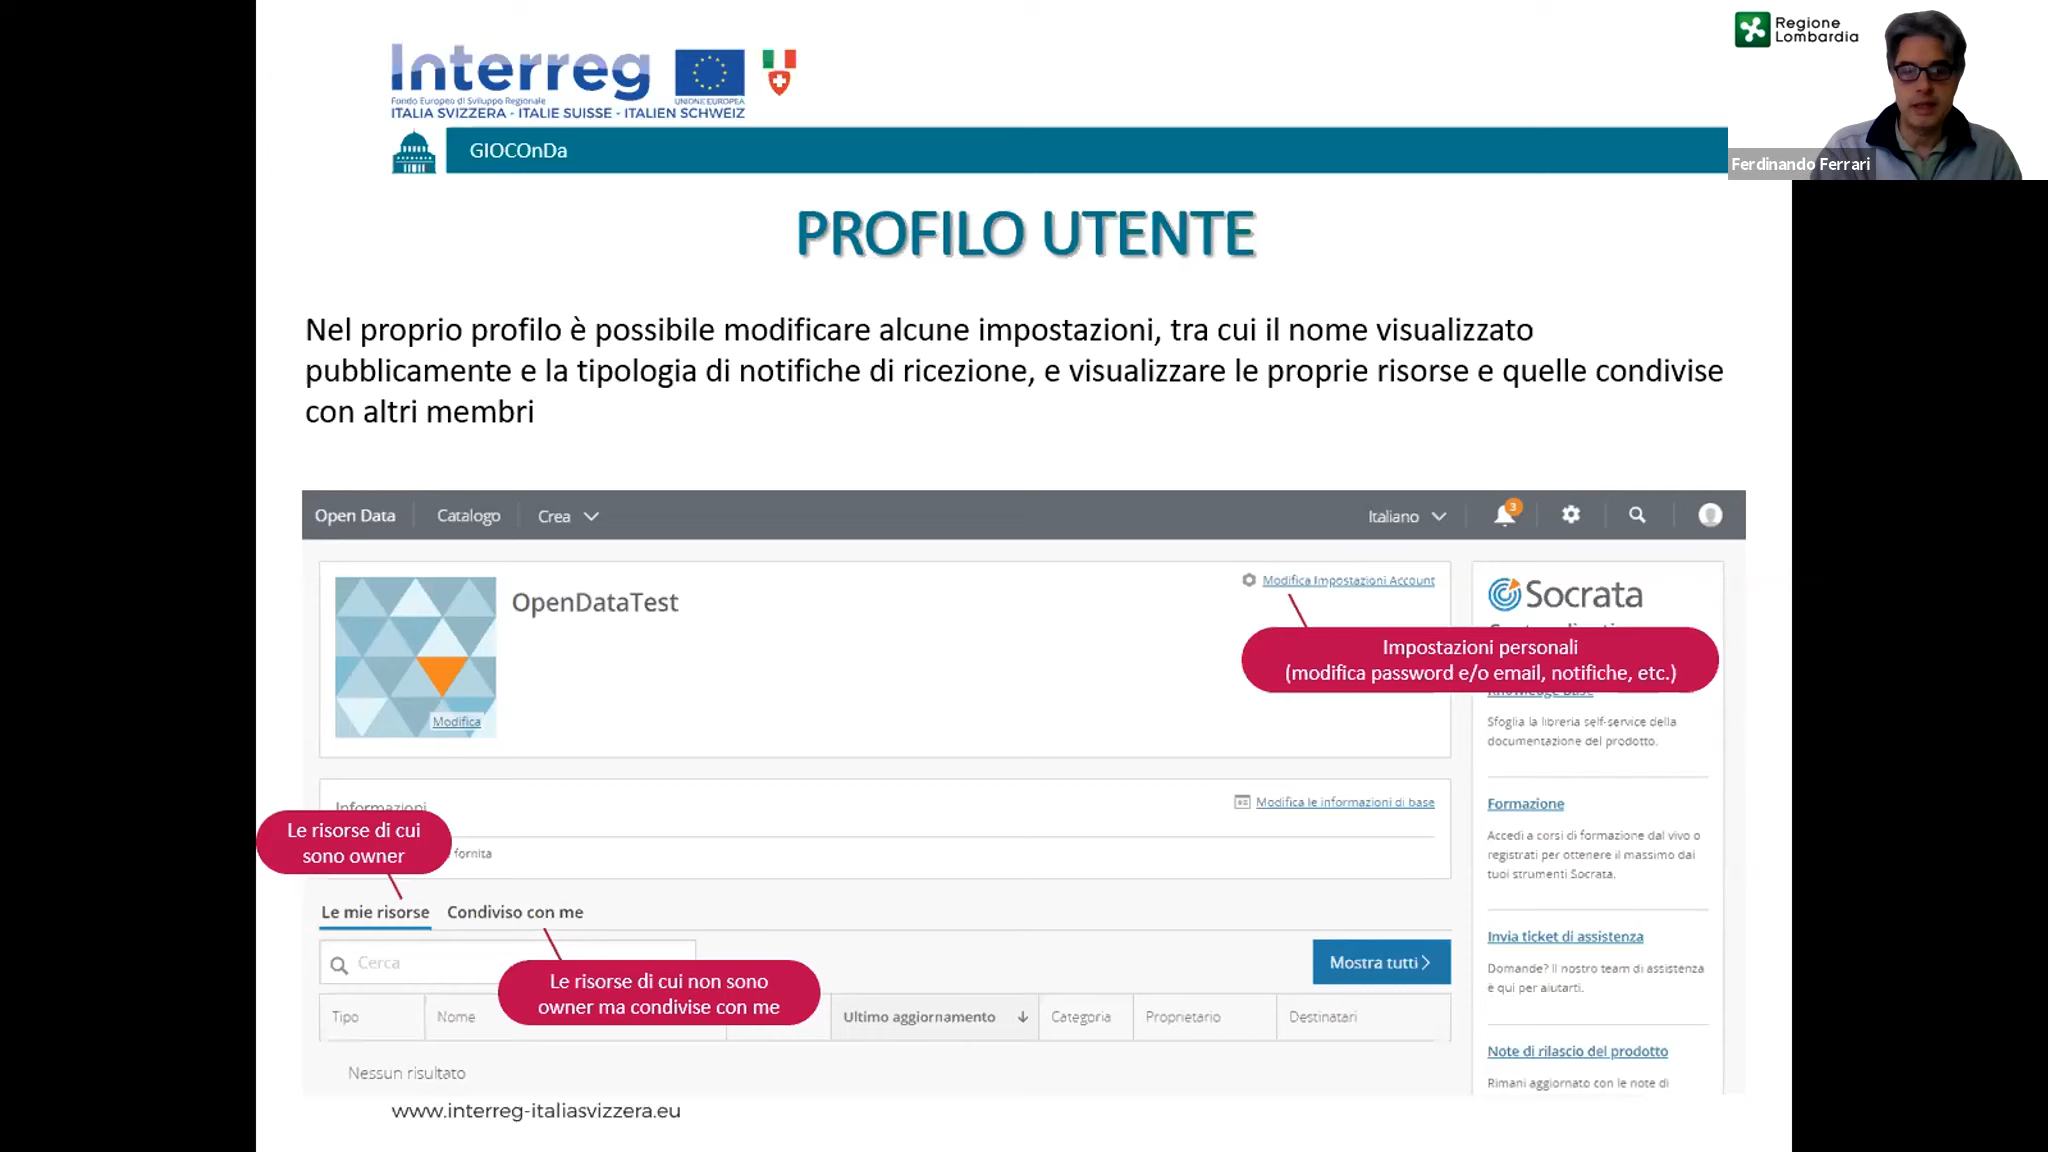 Regione
Lombardia
Interreg
Fondo Europeo di Sviluppo Regionale
UNIONE EUROPEA
ITALIA SVIZZERA - ITALIE SUISSE - ITALIEN SCHWEIZ
GIOCOnDa
Ferdinando Ferrari
PROFILO UTENTE
Nel proprio profilo è possibile modificare alcune impostazioni, tra cui il nome visualizzato
pubblicamente e la tipologia di notifiche di ricezione, e visualizzare le proprie risorse e quelle condivise
con altri membri
Open Data Catalogo Crea Italiano 3
OpenDataTest
Modifica Impostazioni Account
Modifica
Socrata
Impostazioni personali
(modifica password e/o email, notifiche, etc.)
Knowledge Base
Sfoglia la libreria self-service della
documentazione del prodotto.
Informazioni
Modifica le informazioni di base
Le risorse di cui
sono owner
fornita
Formazione
Accedi a corsi di formazione dal vivo o
registrati per ottenere il massimo dai
tuoi strumenti Socrata.
Le mie risorse Condiviso con me
Cerca
Mostra tutti
Le risorse di cui non sono
owner ma condivise con me
Invia ticket di assistenza
Domande? Il nostro team di assistenza
è qui per aiutarti.
Tipo Nome Ultimo aggiornamento Categoria Proprietario Destinatari
Nessun risultato
Note di rilascio del prodotto
Rimani aggiornato con le note di
www.interreg-italiasvizzera.eu